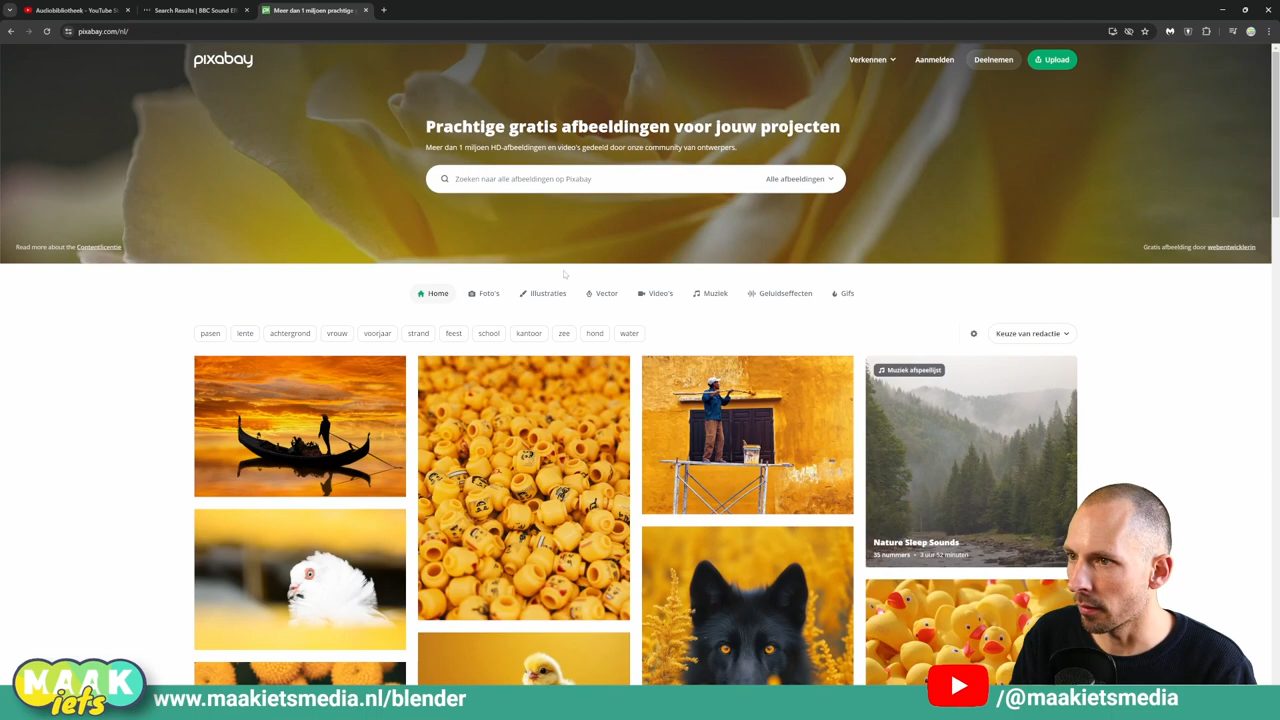 Audiobibliotheek - YouTube St
Search Results | BBC Sound Eff
Meer dan 1 miljoen prachtige
pixabay.com/nl/
pixabay
Verkennen
Aanmelden
Deelnemen
Upload
Prachtige gratis afbeeldingen voor jouw projecten
Meer dan 1 miljoen HD-afbeeldingen en video's gedeeld door onze community van ontwerpers.
Zoeken naar alle afbeeldingen op Pixabay
Alle afbeeldingen
Read more about the Contentlicentie
Gratis afbeelding door webentwicklerin
Home
Foto's
Illustraties
Vector
Video's
Muziek
Geluidseffecten
Gifs
pasen
lente
achtergrond
vrouw
voorjaar
strand
feest
school
kantoor
zee
hond
water
Keuze van redactie
Muziek afspeellijst
Nature Sleep Sounds
35 nummers • 3 uur 52 minuten
MAAK
iets
www.maakietsmedia.nl/blender
/@maakietsmedia